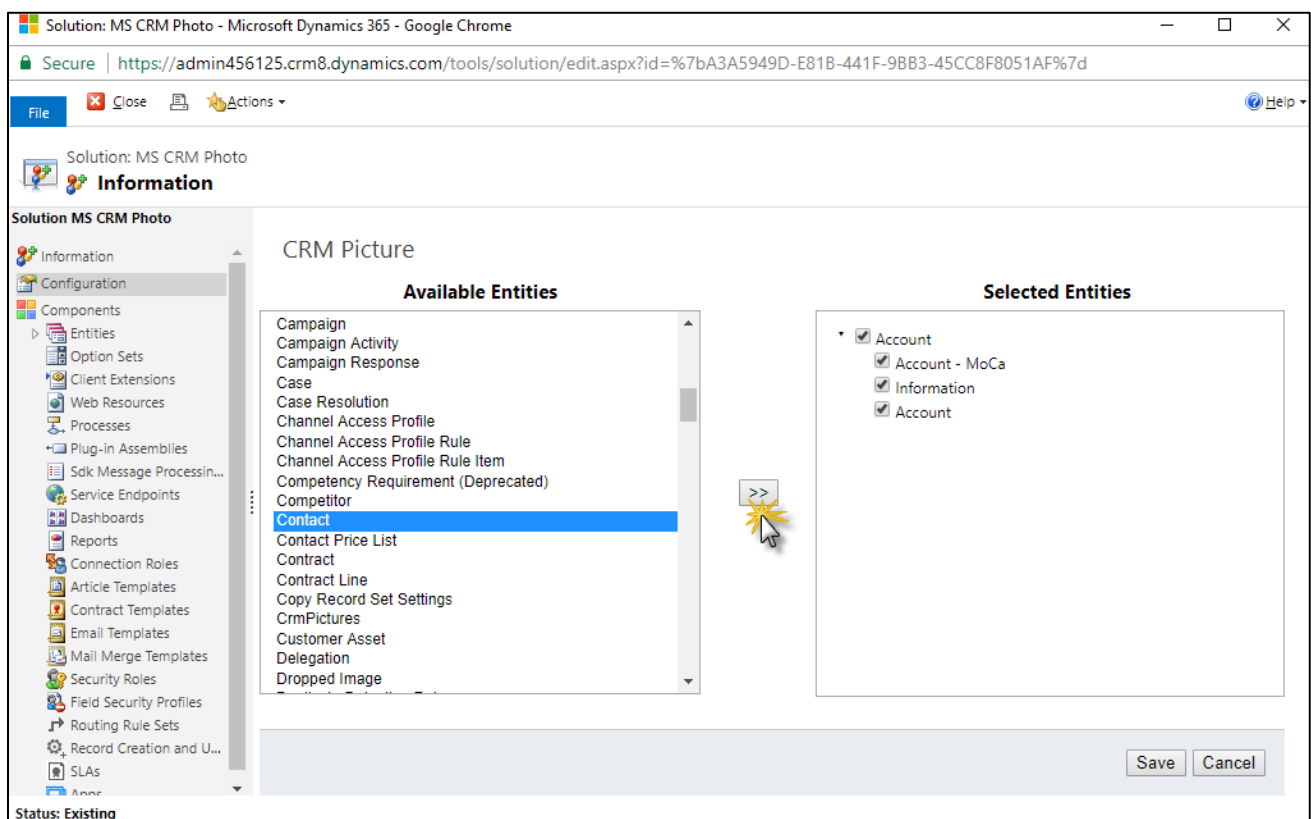 Solution: MS CRM Photo - Microsoft Dynamics 365 - Google Chrome
Secure | https://admin456125.crm8.dynamics.com/tools/solution/edit.aspx?id=%7bA3A5949D-E81B-441F-9BB3-45CC8F8051AF%7d
File Close Actions Help
Solution: MS CRM Photo
Information
Solution MS CRM Photo
Information
Configuration
Components
Entities
Option Sets
Client Extensions
Web Resources
Processes
Plug-in Assemblies
Sdk Message Processin...
Service Endpoints
Dashboards
Reports
Connection Roles
Article Templates
Contract Templates
Email Templates
Mail Merge Templates
Security Roles
Field Security Profiles
Routing Rule Sets
Record Creation and U...
SLAs
Apps
CRM Picture
Available Entities
Campaign
Campaign Activity
Campaign Response
Case
Case Resolution
Channel Access Profile
Channel Access Profile Rule
Channel Access Profile Rule Item
Competency Requirement (Deprecated)
Competitor
Contact
Contact Price List
Contract
Contract Line
Copy Record Set Settings
CrmPictures
Customer Asset
Delegation
Dropped Image
>>
Selected Entities
Account
Account - MoCa
Information
Account
Save Cancel
Status: Existing